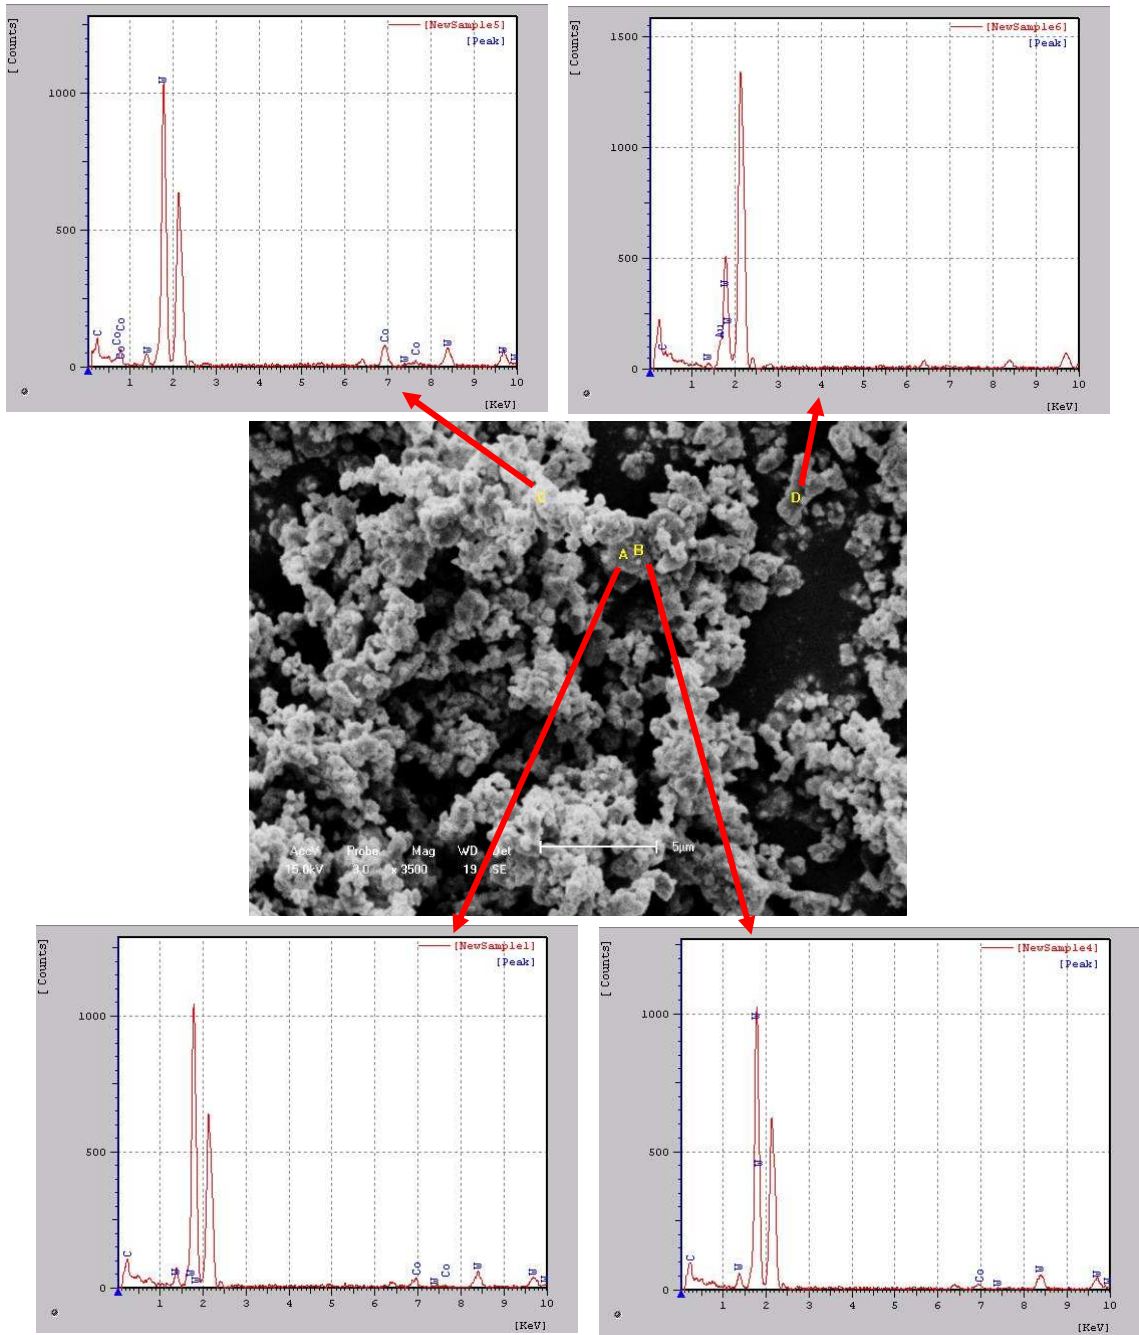 [ Counts]
[NewSample5]
[Peak]
1000
500
0
W
C
Co
Co
Co
W
Co
W
Co
W
W
W
1 2 3 4 5 6 7 8 9 10
[KeV]
[ Counts]
[NewSample6]
[Peak]
1500
1000
500
0
C
W
Au
W
W
1 2 3 4 5 6 7 8 9 10
[KeV]
C
D
A B
AccV Probe Mag WD Det
15.0kV 3.0 x 3500 19 SE
5µm
[ Counts]
[NewSample1]
[Peak]
1000
500
0
C
W
W
W
Co
W
Co
W
W
W
1 2 3 4 5 6 7 8 9 10
[KeV]
[ Counts]
[NewSample4]
[Peak]
1000
500
0
C
W
W
W
Co
W
W
W
W
1 2 3 4 5 6 7 8 9 10
[KeV]